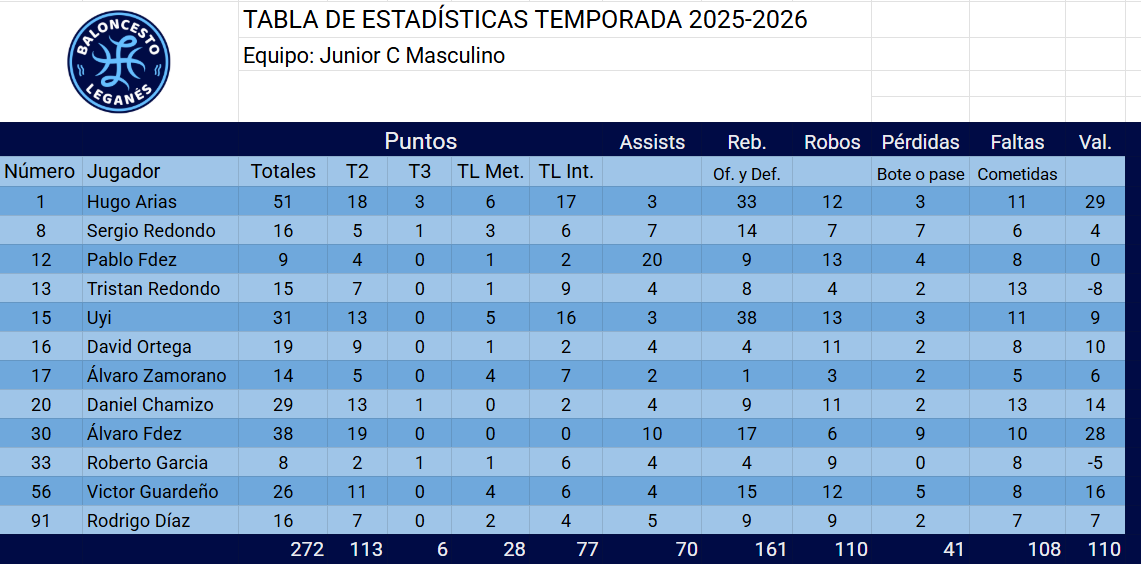 BALONCESTO
LEGANÉS
TABLA DE ESTADÍSTICAS TEMPORADA 2025-2026
Equipo: Junior C Masculino
Puntos Assists Reb. Robos Pérdidas Faltas Val.
Número Jugador Totales T2 T3 TL Met. TL Int. Of. y Def. Bote o pase Cometidas
1 Hugo Arias 51 18 3 6 17 3 33 12 3 11 29
8 Sergio Redondo 16 5 1 3 6 7 14 7 7 6 4
12 Pablo Fdez 9 4 0 1 2 20 9 13 4 8 0
13 Tristan Redondo 15 7 0 1 9 4 8 4 2 13 -8
15 Uyi 31 13 0 5 16 3 38 13 3 11 9
16 David Ortega 19 9 0 1 2 4 4 11 2 8 10
17 Álvaro Zamorano 14 5 0 4 7 2 1 3 2 5 6
20 Daniel Chamizo 29 13 1 0 2 4 9 11 2 13 14
30 Álvaro Fdez 38 19 0 0 0 10 17 6 9 10 28
33 Roberto Garcia 8 2 1 1 6 4 4 9 0 8 -5
56 Victor Guardeño 26 11 0 4 6 4 15 12 5 8 16
91 Rodrigo Díaz 16 7 0 2 4 5 9 9 2 7 7
272 113 6 28 77 70 161 110 41 108 110